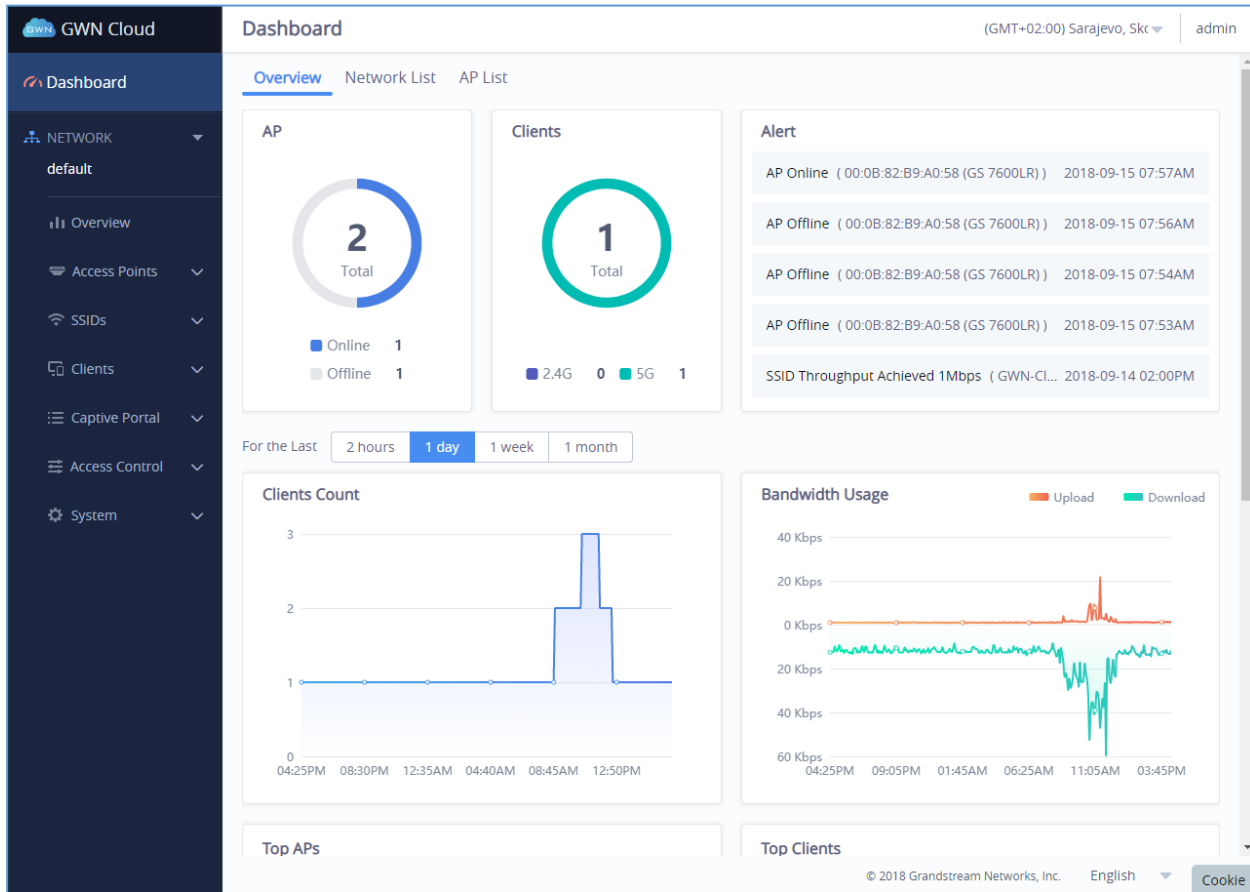 GWN GWN Cloud
Dashboard
(GMT+02:00) Sarajevo, Skc
admin
Dashboard
NETWORK
default
Overview
Access Points
SSIDs
Clients
Captive Portal
Access Control
System
Overview Network List AP List
AP
2
Total
Online 1
Offline 1
Clients
1
Total
2.4G 0 5G 1
Alert
AP Online ( 00:0B:82:B9:A0:58 (GS 7600LR) ) 2018-09-15 07:57AM
AP Offline ( 00:0B:82:B9:A0:58 (GS 7600LR) ) 2018-09-15 07:56AM
AP Offline ( 00:0B:82:B9:A0:58 (GS 7600LR) ) 2018-09-15 07:54AM
AP Offline ( 00:0B:82:B9:A0:58 (GS 7600LR) ) 2018-09-15 07:53AM
SSID Throughput Achieved 1Mbps ( GWN-Cl... 2018-09-14 02:00PM
For the Last 2 hours 1 day 1 week 1 month
Clients Count
3
2
1
0
04:25PM 08:30PM 12:35AM 04:40AM 08:45AM 12:50PM
Bandwidth Usage Upload Download
40 Kbps
20 Kbps
0 Kbps
20 Kbps
40 Kbps
60 Kbps
04:25PM 09:05PM 01:45AM 06:25AM 11:05AM 03:45PM
Top APs
Top Clients
© 2018 Grandstream Networks, Inc. English Cookie